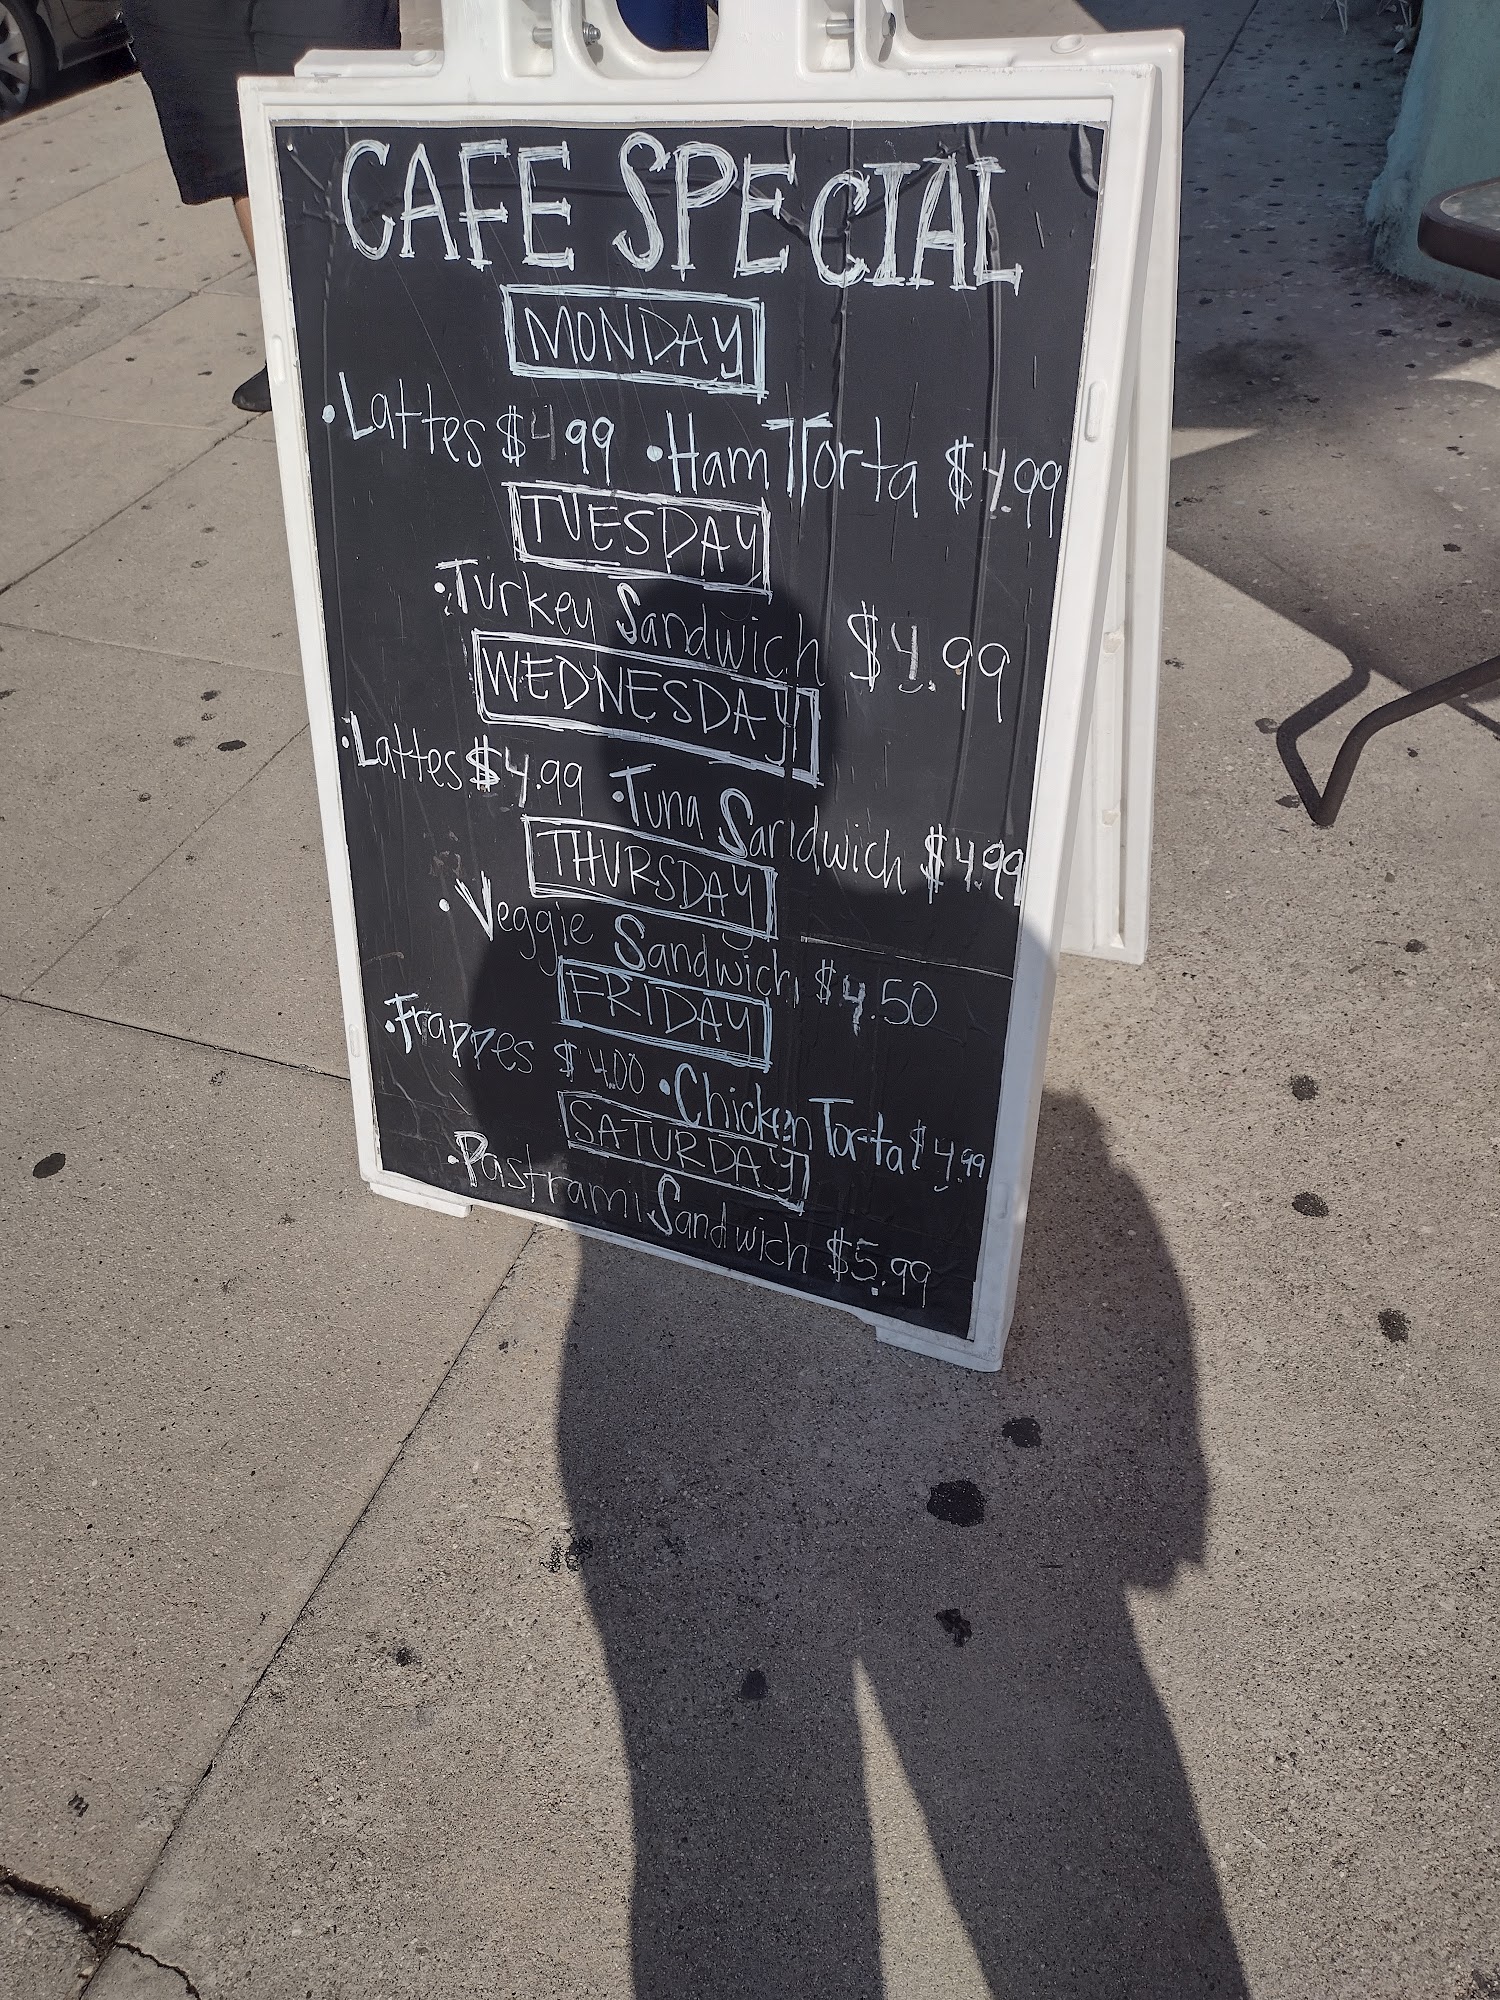 CAFE SPECIAL
MONDAY
• Lattes $4.99 • Ham Torta $4.99
TUESDAY
• Turkey Sandwich $4.99
WEDNESDAY
• Lattes $4.99 • Tuna Sandwich $4.99
THURSDAY
• Veggie Sandwich $4.50
FRIDAY
• Frappes $4.00 • Chicken Torta $4.99
SATURDAY
• Pastrami Sandwich $5.99